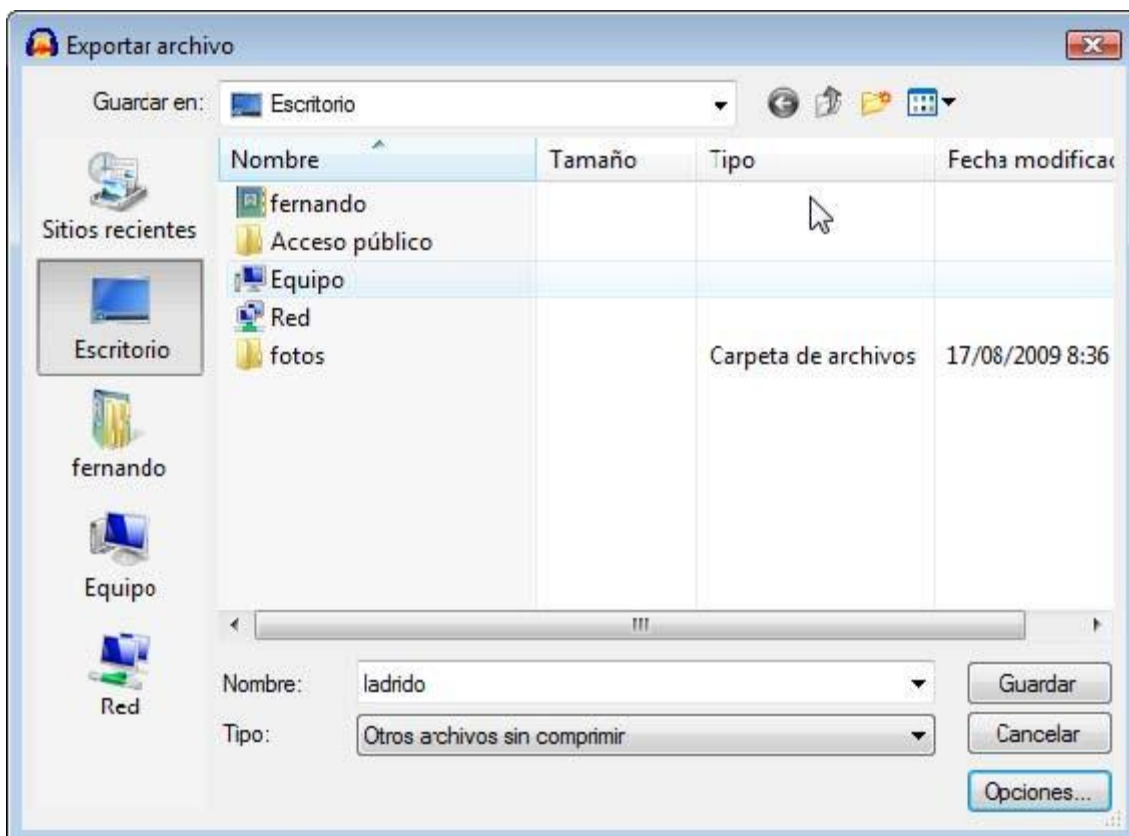 Exportar archivo
Guardar en: Escritorio
Nombre Tamaño Tipo Fecha modificac
fernando
Acceso público
Equipo
Red
fotos Carpeta de archivos 17/08/2009 8:36
Sitios recientes
Escritorio
fernando
Equipo
Red
Nombre: ladrido Guardar
Tipo: Otros archivos sin comprimir Cancelar
Opciones...